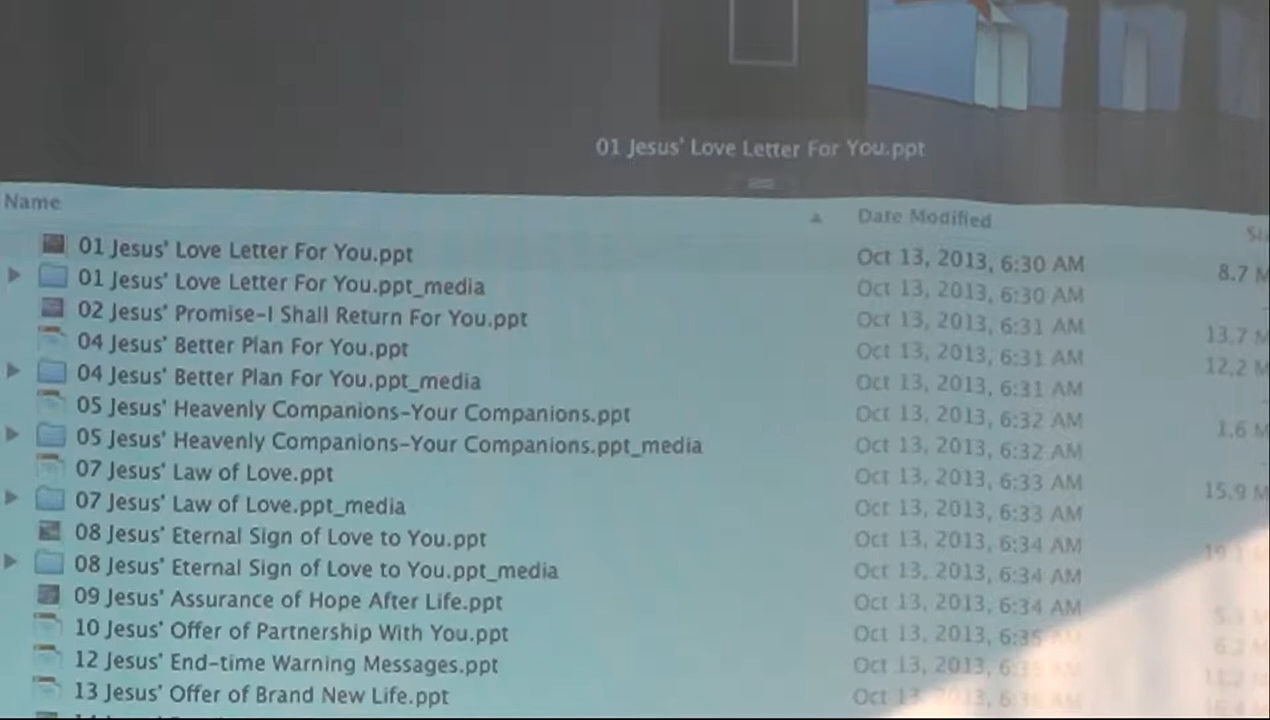 01 Jesus' Love Letter For You.ppt
Name Date Modified
01 Jesus' Love Letter For You.ppt Oct 13, 2013, 6:30 AM 8.7 M
01 Jesus' Love Letter For You.ppt_media Oct 13, 2013, 6:30 AM
02 Jesus' Promise-I Shall Return For You.ppt Oct 13, 2013, 6:31 AM 13.7 M
04 Jesus' Better Plan For You.ppt Oct 13, 2013, 6:31 AM 12.2 M
04 Jesus' Better Plan For You.ppt_media Oct 13, 2013, 6:31 AM
05 Jesus' Heavenly Companions-Your Companions.ppt Oct 13, 2013, 6:32 AM 1.6 M
05 Jesus' Heavenly Companions-Your Companions.ppt_media Oct 13, 2013, 6:32 AM
07 Jesus' Law of Love.ppt Oct 13, 2013, 6:33 AM 15.9 M
07 Jesus' Law of Love.ppt_media Oct 13, 2013, 6:33 AM
08 Jesus' Eternal Sign of Love to You.ppt Oct 13, 2013, 6:34 AM
08 Jesus' Eternal Sign of Love to You.ppt_media Oct 13, 2013, 6:34 AM
09 Jesus' Assurance of Hope After Life.ppt Oct 13, 2013, 6:34 AM
10 Jesus' Offer of Partnership With You.ppt Oct 13, 2013, 6:35
12 Jesus' End-time Warning Messages.ppt Oct 13, 2013,
13 Jesus' Offer of Brand New Life.ppt Oct 13